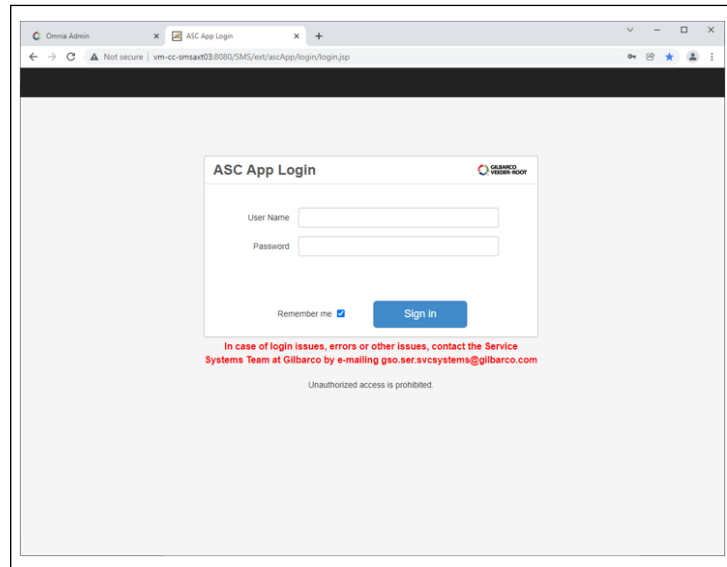 Omnia Admin
ASC App Login
Not secure | vm-cc-smsaxt03:8080/SMS/ext/ascApp/login/login.jsp
ASC App Login
GILBARCO
VEEDER-ROOT
User Name
Password
Remember me
Sign in
In case of login issues, errors or other issues, contact the Service
Systems Team at Gilbarco by e-mailing gso.ser.svcsystems@gilbarco.com
Unauthorized access is prohibited.